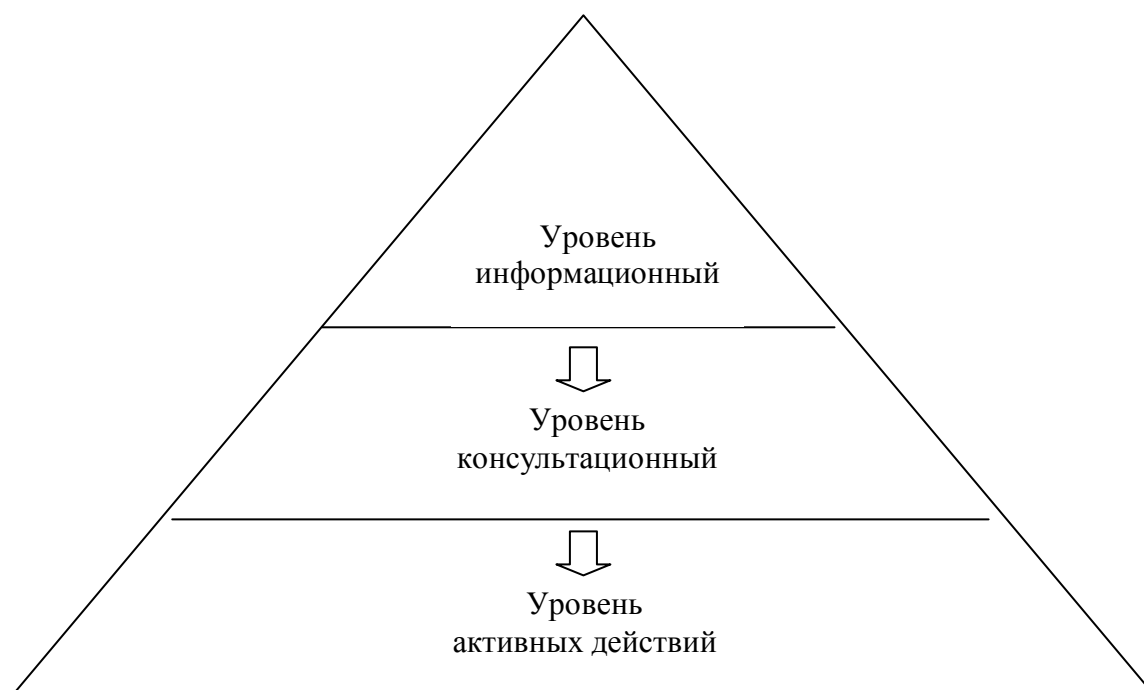 Уровень
информационный
Уровень
консультационный
Уровень
активных действий